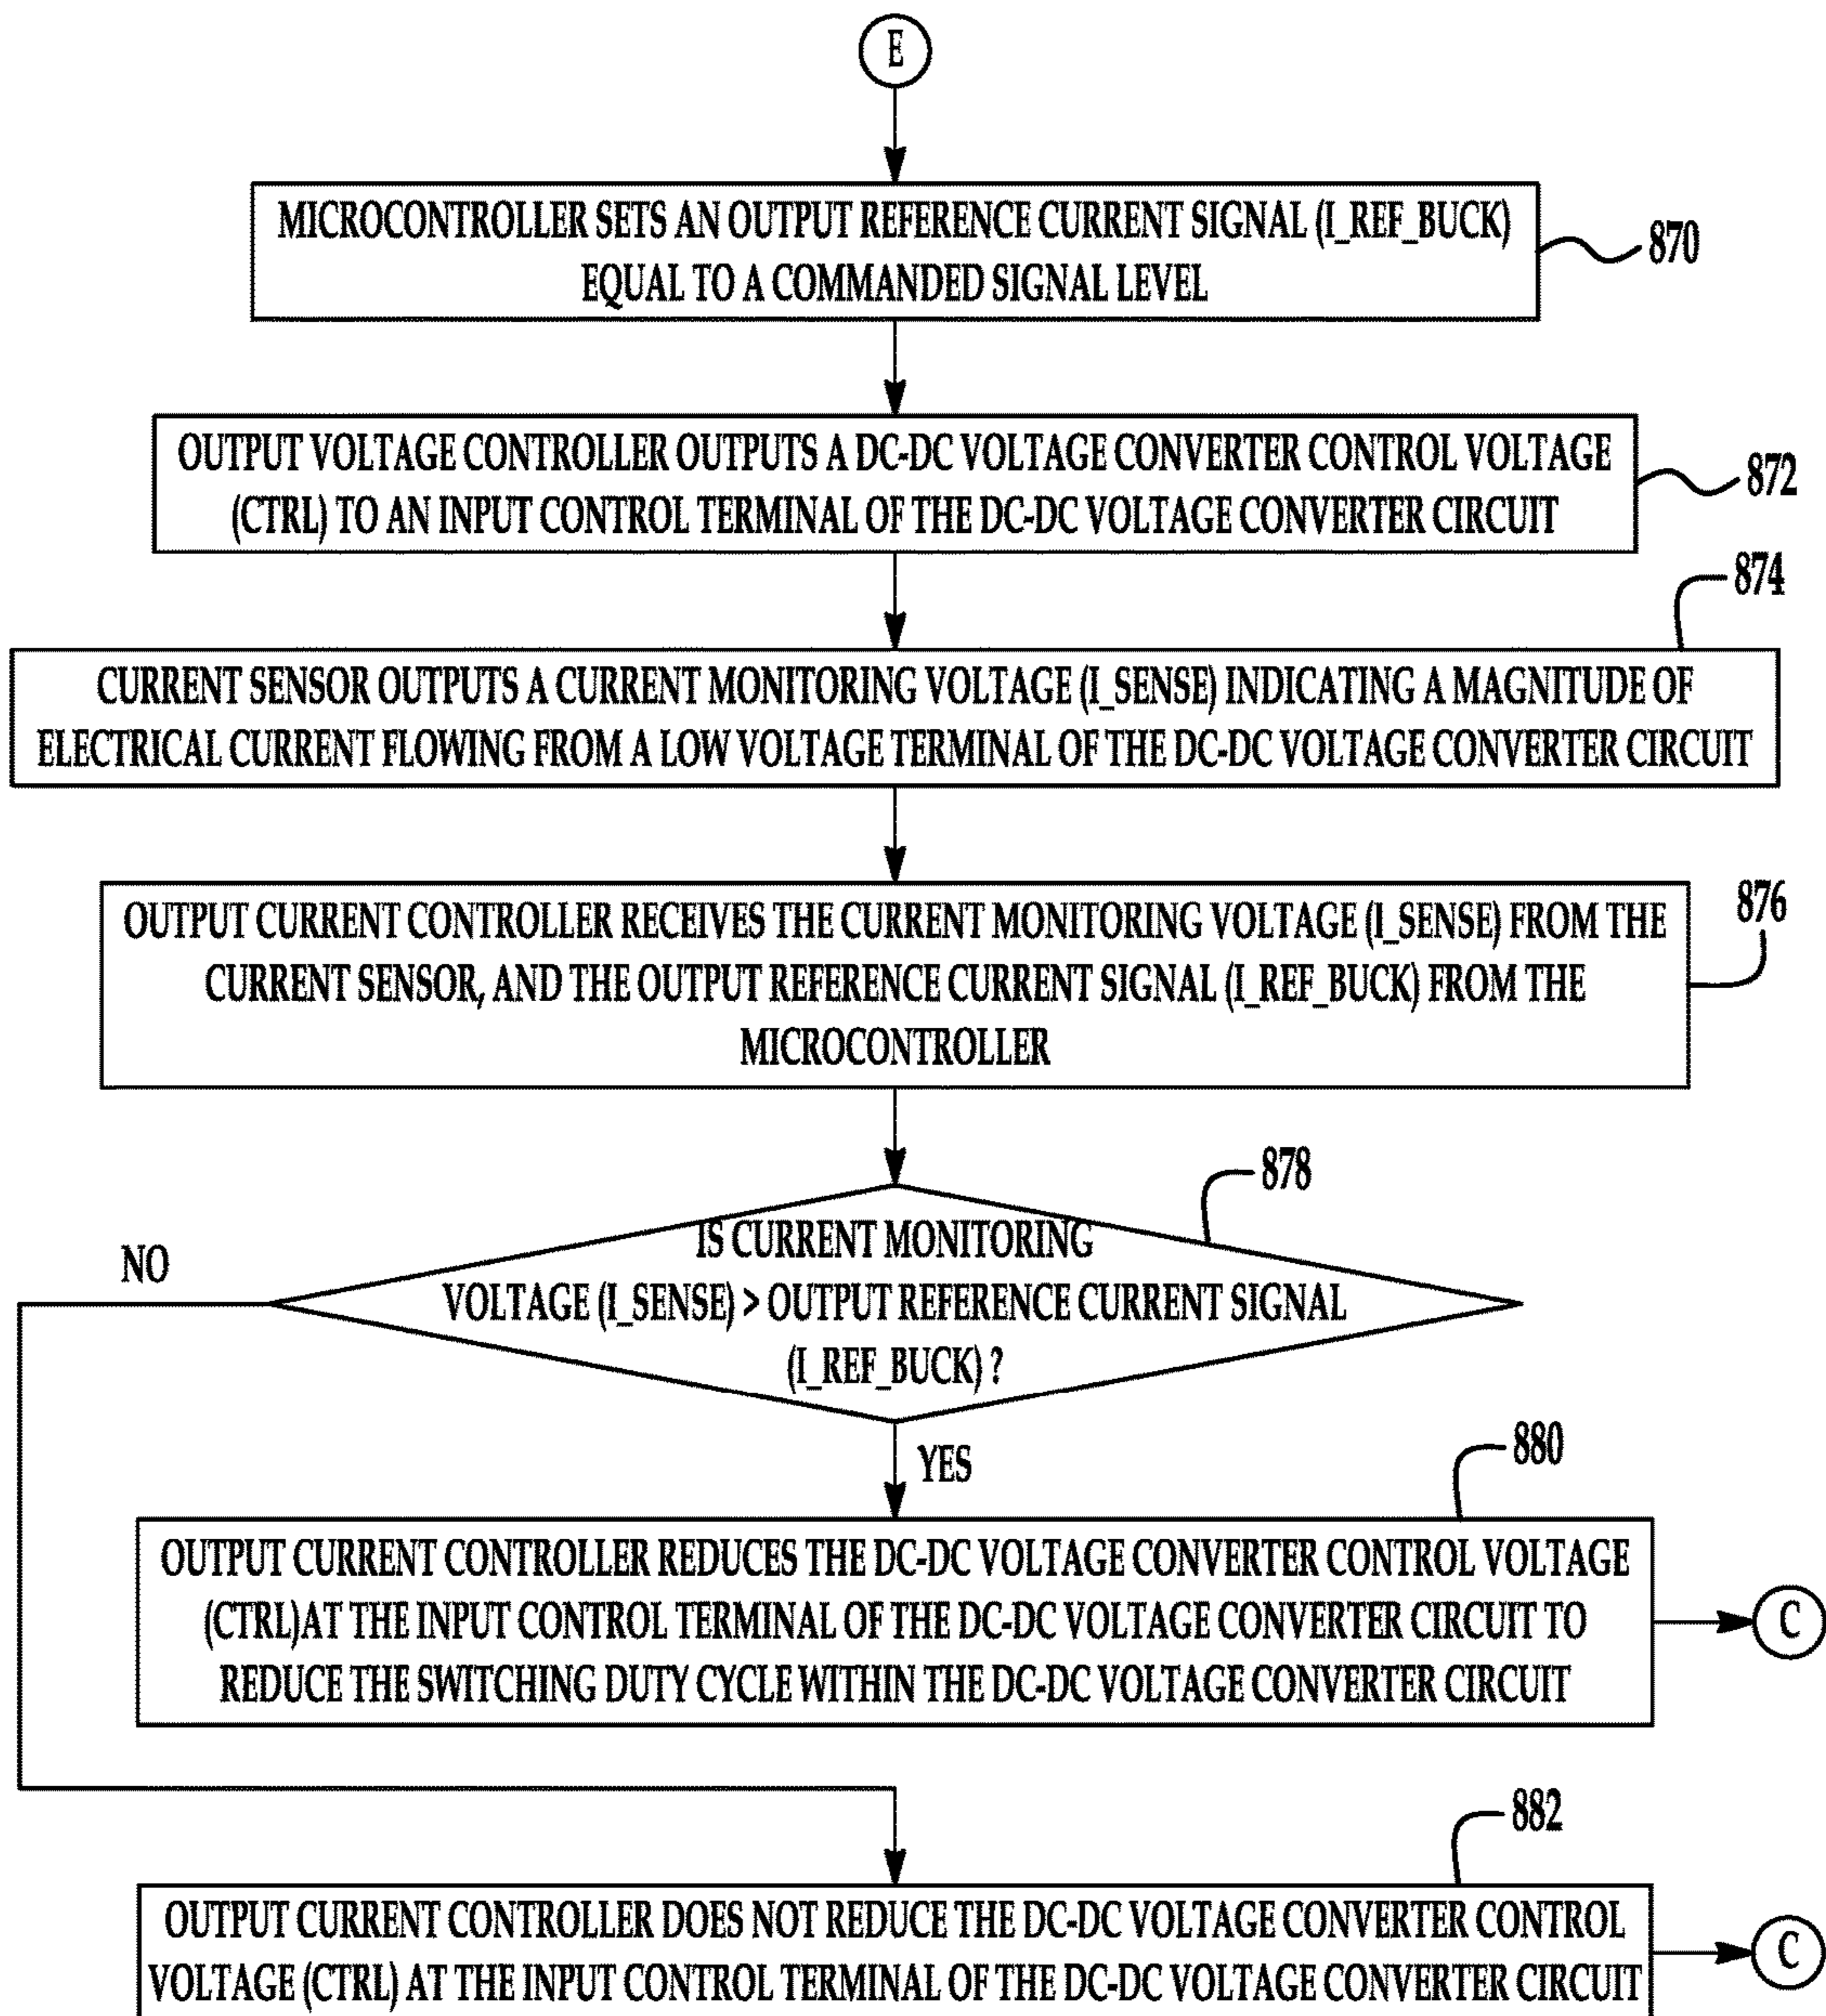 E
MICROCONTROLLER SETS AN OUTPUT REFERENCE CURRENT SIGNAL (I_REF_BUCK)
EQUAL TO A COMMANDED SIGNAL LEVEL
870
OUTPUT VOLTAGE CONTROLLER OUTPUTS A DC-DC VOLTAGE CONVERTER CONTROL VOLTAGE
(CTRL) TO AN INPUT CONTROL TERMINAL OF THE DC-DC VOLTAGE CONVERTER CIRCUIT
872
874
CURRENT SENSOR OUTPUTS A CURRENT MONITORING VOLTAGE (I_SENSE) INDICATING A MAGNITUDE OF
ELECTRICAL CURRENT FLOWING FROM A LOW VOLTAGE TERMINAL OF THE DC-DC VOLTAGE CONVERTER CIRCUIT
OUTPUT CURRENT CONTROLLER RECEIVES THE CURRENT MONITORING VOLTAGE (I_SENSE) FROM THE
CURRENT SENSOR, AND THE OUTPUT REFERENCE CURRENT SIGNAL (I_REF_BUCK) FROM THE
MICROCONTROLLER
876
878
IS CURRENT MONITORING
VOLTAGE (I_SENSE) > OUTPUT REFERENCE CURRENT SIGNAL
(I_REF_BUCK) ?
NO
YES
880
OUTPUT CURRENT CONTROLLER REDUCES THE DC-DC VOLTAGE CONVERTER CONTROL VOLTAGE
(CTRL)AT THE INPUT CONTROL TERMINAL OF THE DC-DC VOLTAGE CONVERTER CIRCUIT TO
REDUCE THE SWITCHING DUTY CYCLE WITHIN THE DC-DC VOLTAGE CONVERTER CIRCUIT
C
882
OUTPUT CURRENT CONTROLLER DOES NOT REDUCE THE DC-DC VOLTAGE CONVERTER CONTROL
VOLTAGE (CTRL) AT THE INPUT CONTROL TERMINAL OF THE DC-DC VOLTAGE CONVERTER CIRCUIT
C